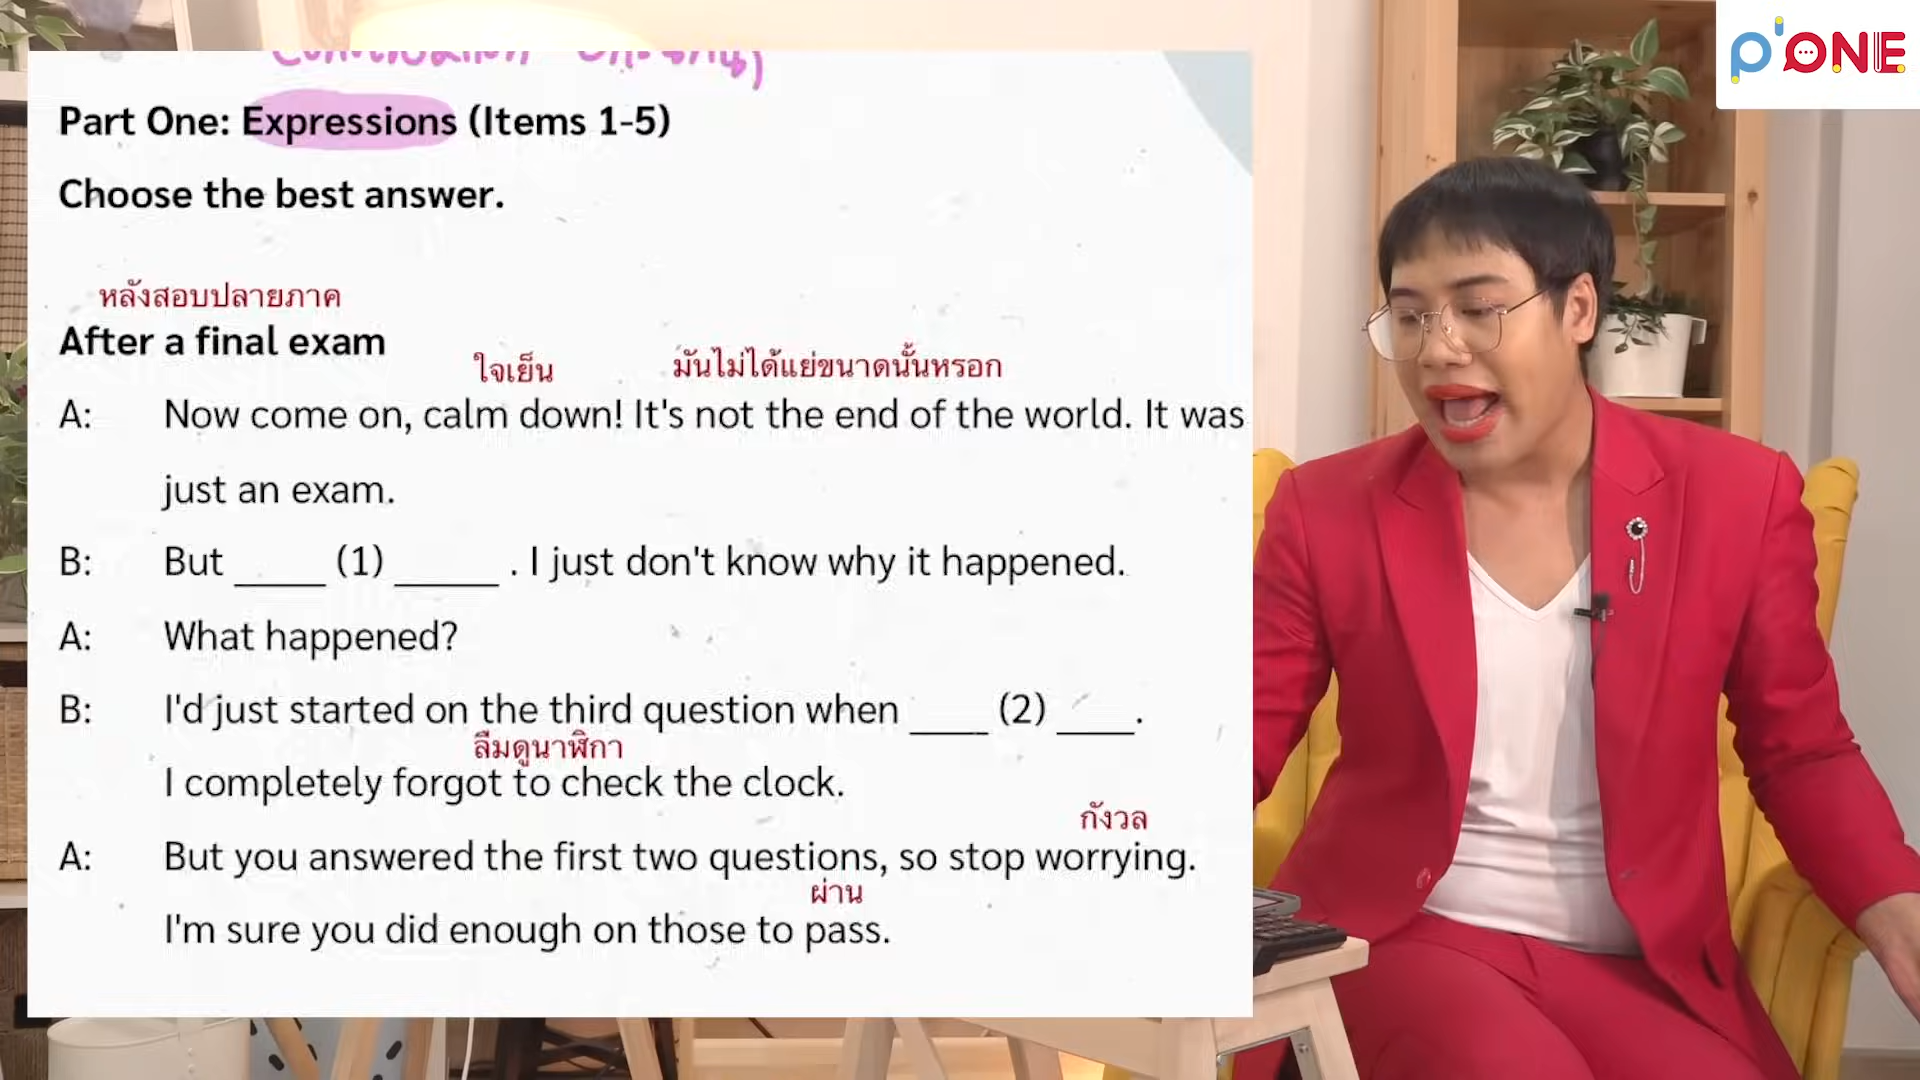 P'ONE
Part One: Expressions (Items 1-5)
Choose the best answer.
หลังสอบปลายภาค
After a final exam
ใจเย็น มันไม่ได้แย่ขนาดนั้นหรอก
A: Now come on, calm down! It's not the end of the world. It was
just an exam.
B: But _____ (1) _____ . I just don't know why it happened.
A: What happened?
B: I'd just started on the third question when ____ (2) ____.
ลืมดูนาฬิกา
I completely forgot to check the clock.
กังวล
A: But you answered the first two questions, so stop worrying.
ผ่าน
I'm sure you did enough on those to pass.